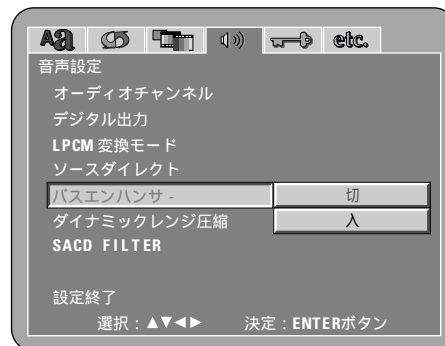 Aa etc.
音声設定
オーディオチャンネル
デジタル出力
LPCM 変換モード
ソースダイレクト
バスエンハンサ - 切
ダイナミックレンジ圧縮 入
SACD FILTER
設定終了
選択：▲▼◀▶ 決定：ENTERボタン